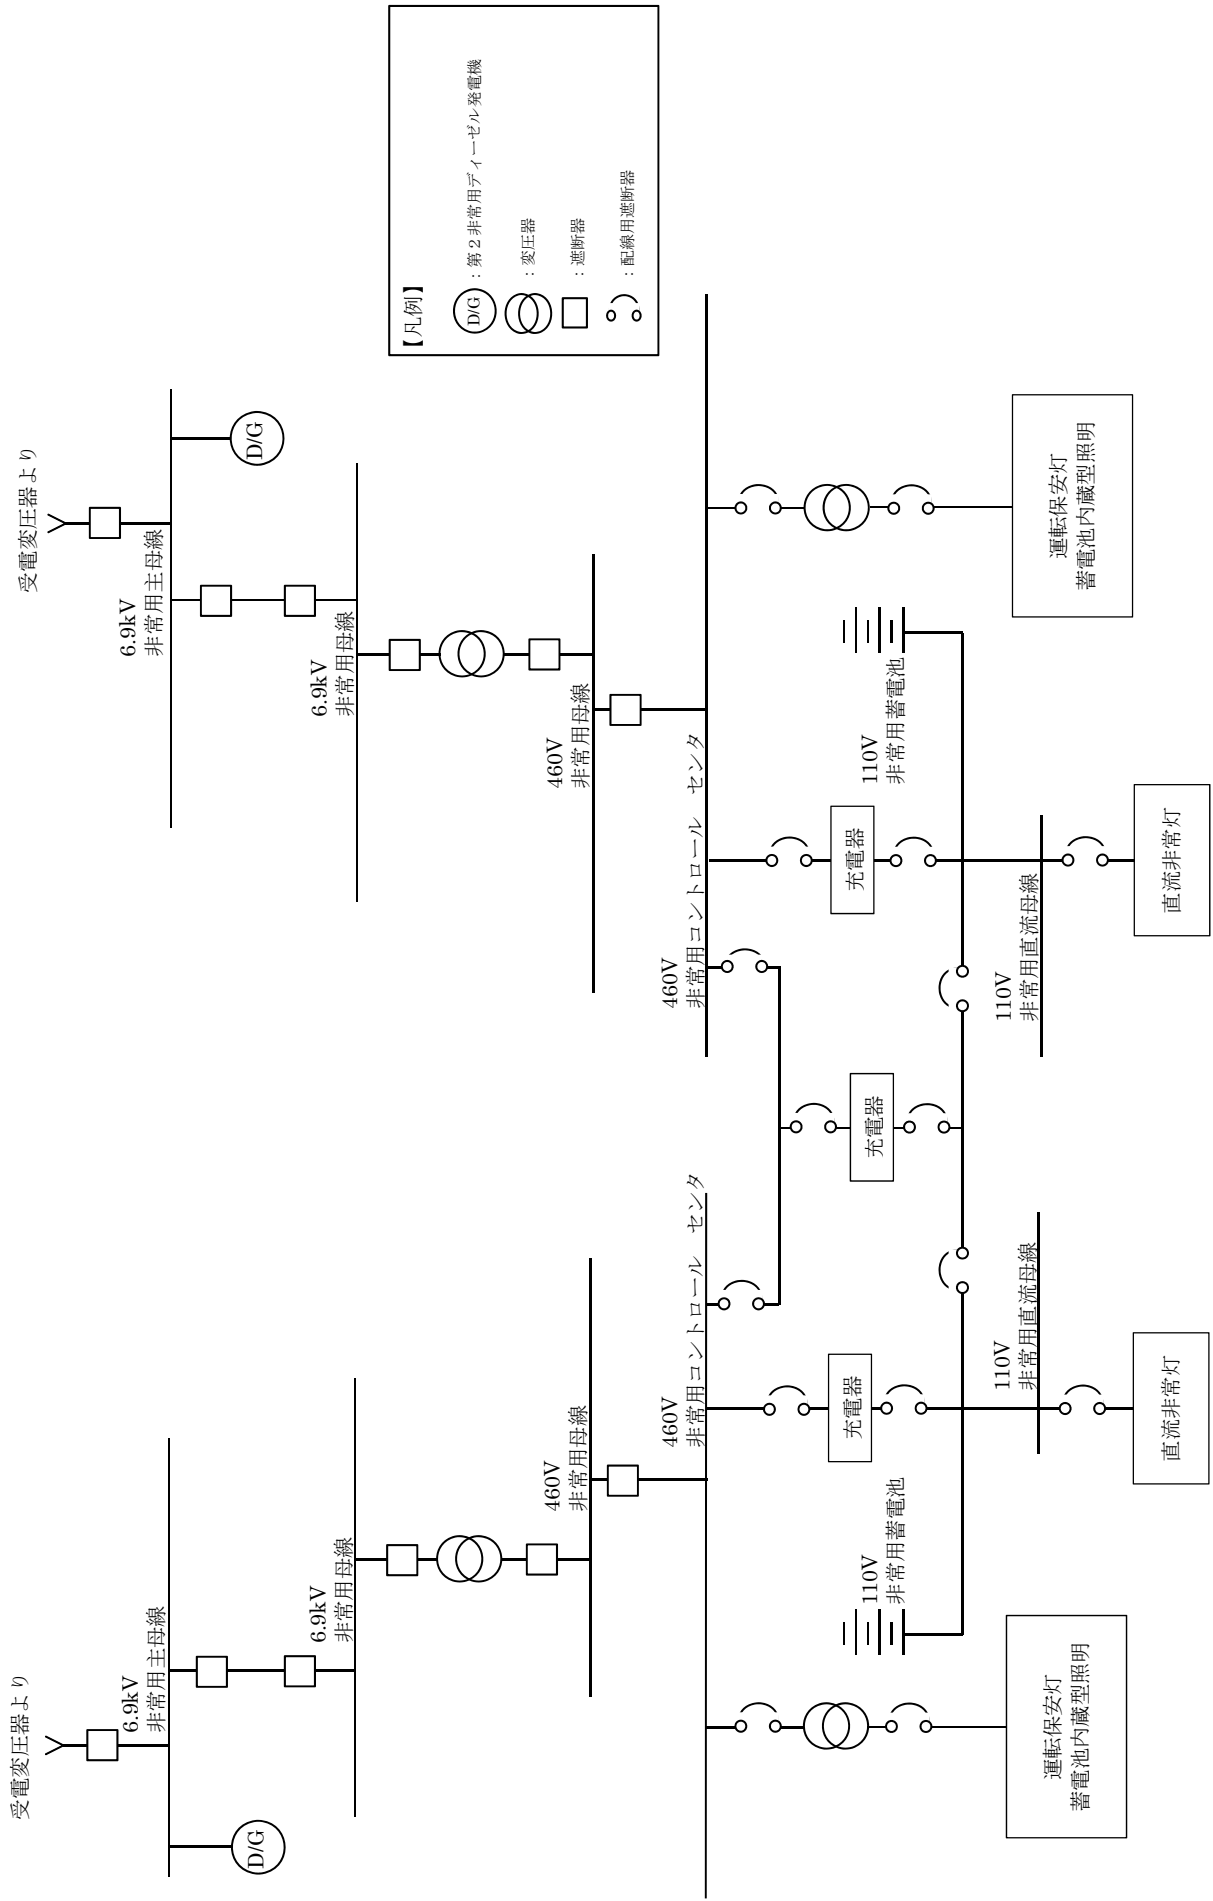 受電変圧器より
受電変圧器より
6.9kV
非常用主母線
6.9kV
非常用主母線
D/G
D/G
6.9kV
非常用母線
6.9kV
非常用母線
【凡例】
D/G
：第２非常用ディーゼル発電機
：変圧器
：遮断器
：配線用遮断器
460V
非常用母線
460V
非常用母線
460V
非常用コントロール　センタ
460V
非常用コントロール　センタ
充電器
充電器
充電器
110V
非常用蓄電池
110V
非常用蓄電池
110V
非常用直流母線
110V
非常用直流母線
運転保安灯
蓄電池内蔵型照明
直流非常灯
直流非常灯
運転保安灯
蓄電池内蔵型照明